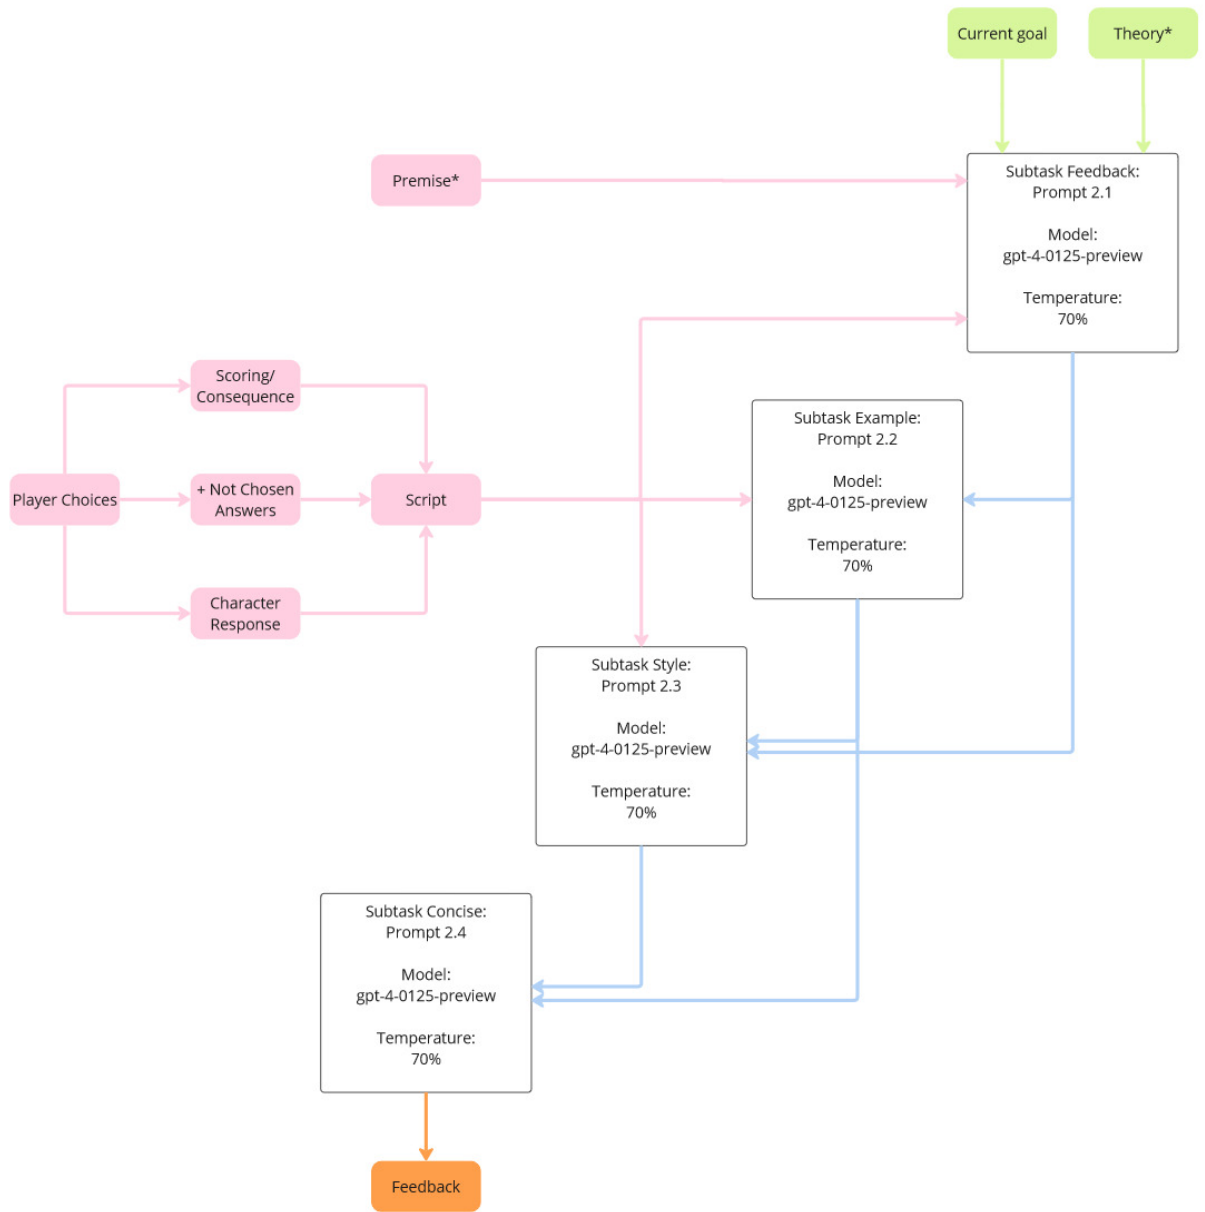 Current goal
Theory*
Premise*
Subtask Feedback:
Prompt 2.1
Model:
gpt-4-0125-preview
Temperature:
70%
Scoring/
Consequence
Player Choices
+ Not Chosen
Answers
Script
Character
Response
Subtask Example:
Prompt 2.2
Model:
gpt-4-0125-preview
Temperature:
70%
Subtask Style:
Prompt 2.3
Model:
gpt-4-0125-preview
Temperature:
70%
Subtask Concise:
Prompt 2.4
Model:
gpt-4-0125-preview
Temperature:
70%
Feedback